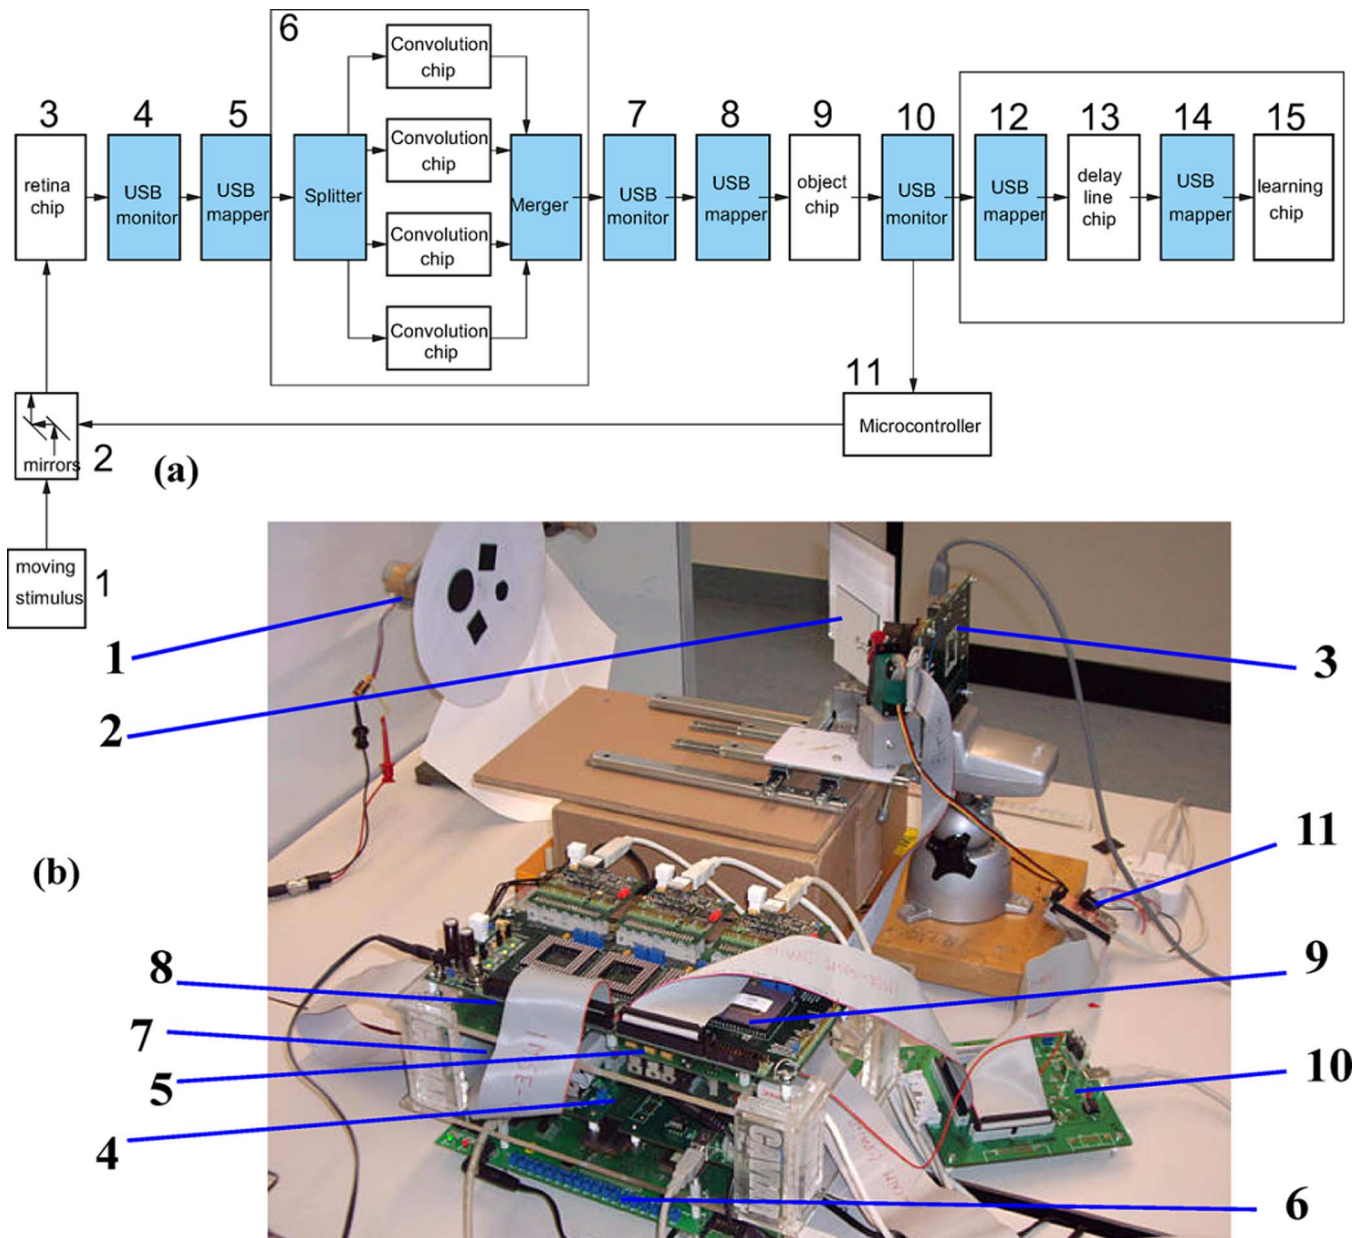 6
Convolution
chip
3
4
5
7
8
9
10
12
13
14
15
retina
chip
USB
monitor
USB
mapper
Splitter
Convolution
chip
Merger
USB
monitor
USB
mapper
object
chip
USB
monitor
USB
mapper
delay
line
chip
USB
mapper
learning
chip
Convolution
chip
Convolution
chip
11
Microcontroller
mirrors
2
(a)
moving
stimulus
1
1
2
3
11
(b)
8
9
7
5
10
4
6
IMSE-